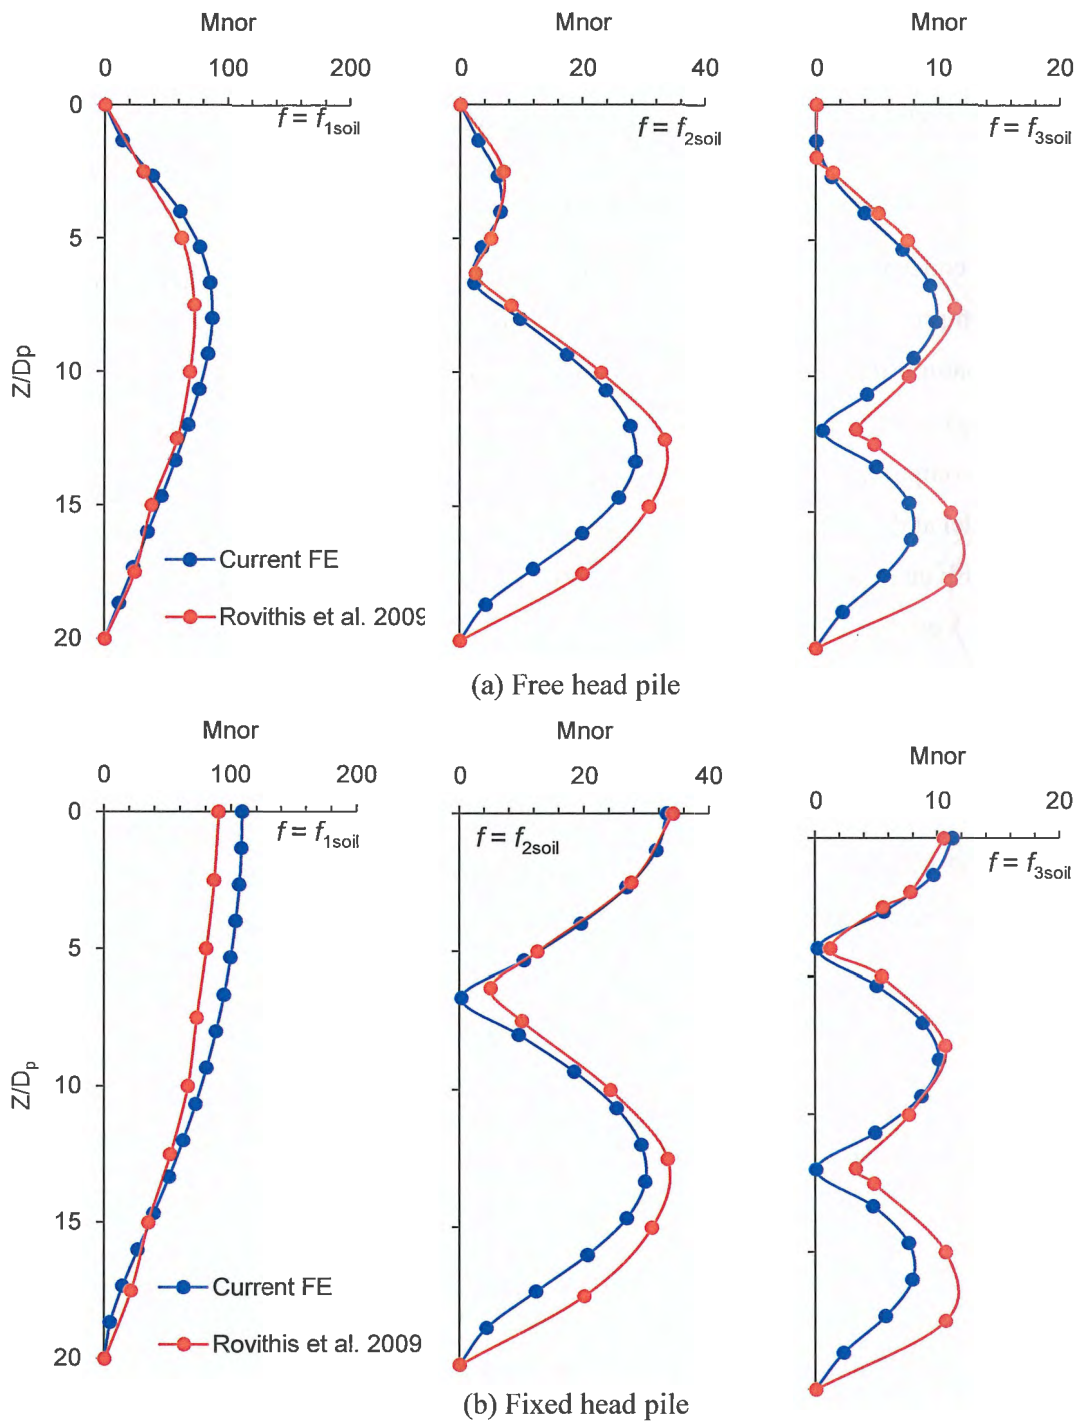 Mnor Mnor Mnor
0 100 200 0 20 40 0 10 20
f = f1soil f = f2soil f = f3soil
0
5
10
15
20
Z/Dp
Current FE
Rovithis et al. 2009
(a) Free head pile
Mnor Mnor Mnor
0 100 200 0 20 40 0 10 20
f = f1soil f = f2soil f = f3soil
0
5
10
15
20
Z/Dp
Current FE
Rovithis et al. 2009
(b) Fixed head pile